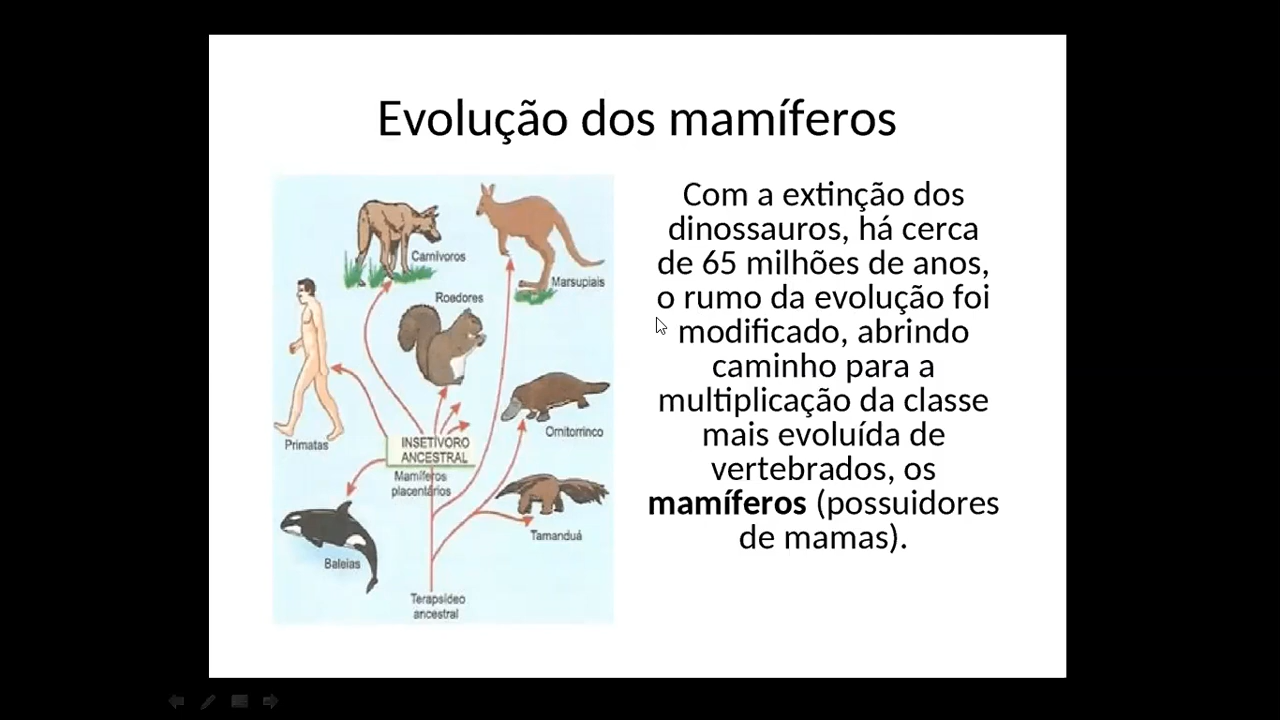 Evolução dos mamíferos
Carnívoros
Marsupiais
Roedores
Primatas
Ornitorrinco
INSETÍVORO
ANCESTRAL
Mamíferos
placentários
Tamanduá
Baleias
Terapsídeo
ancestral
Com a extinção dos
dinossauros, há cerca
de 65 milhões de anos,
o rumo da evolução foi
modificado, abrindo
caminho para a
multiplicação da classe
mais evoluída de
vertebrados, os
mamíferos (possuidores
de mamas).